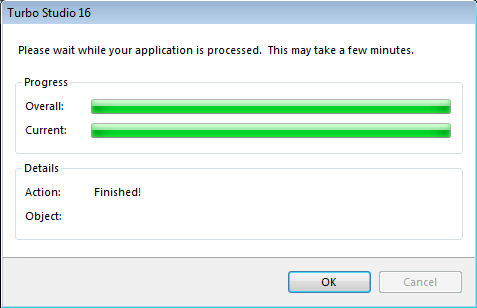 Turbo Studio 16
Please wait while your application is processed.  This may take a few minutes.
Progress
Overall:
Current:
Details
Action: Finished!
Object:
OK Cancel